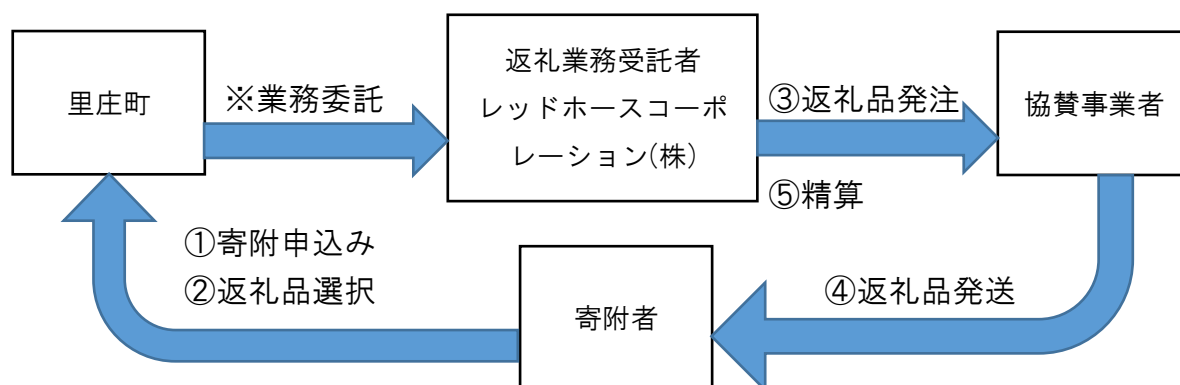 里庄町
※業務委託
返礼業務受託者
レッドホースコーポ
レーション(株)
③返礼品発注
⑤精算
協賛事業者
①寄附申込み
②返礼品選択
寄附者
④返礼品発送